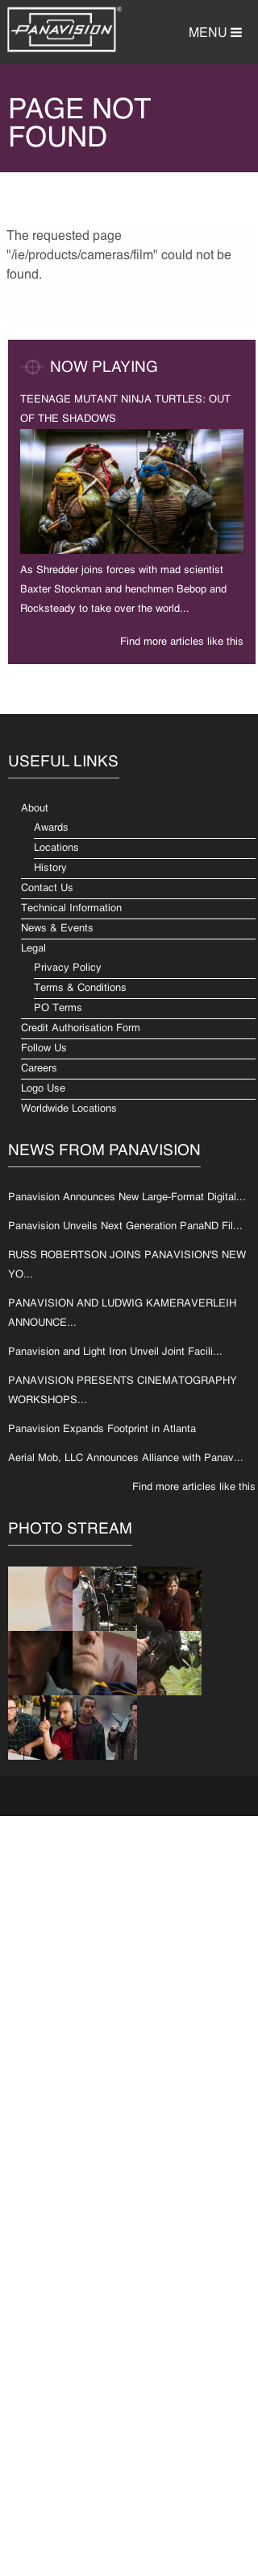 PANAVISION®
MENU
PAGE NOT
FOUND
The requested page
"/ie/products/cameras/film" could not be
found.
NOW PLAYING
TEENAGE MUTANT NINJA TURTLES: OUT
OF THE SHADOWS
As Shredder joins forces with mad scientist
Baxter Stockman and henchmen Bebop and
Rocksteady to take over the world...
Find more articles like this
USEFUL LINKS
About
Awards
Locations
History
Contact Us
Technical Information
News & Events
Legal
Privacy Policy
Terms & Conditions
PO Terms
Credit Authorisation Form
Follow Us
Careers
Logo Use
Worldwide Locations
NEWS FROM PANAVISION
Panavision Announces New Large-Format Digital...
Panavision Unveils Next Generation PanaND Fil...
RUSS ROBERTSON JOINS PANAVISION'S NEW
YO...
PANAVISION AND LUDWIG KAMERAVERLEIH
ANNOUNCE...
Panavision and Light Iron Unveil Joint Facili...
PANAVISION PRESENTS CINEMATOGRAPHY
WORKSHOPS...
Panavision Expands Footprint in Atlanta
Aerial Mob, LLC Announces Alliance with Panav...
Find more articles like this
PHOTO STREAM